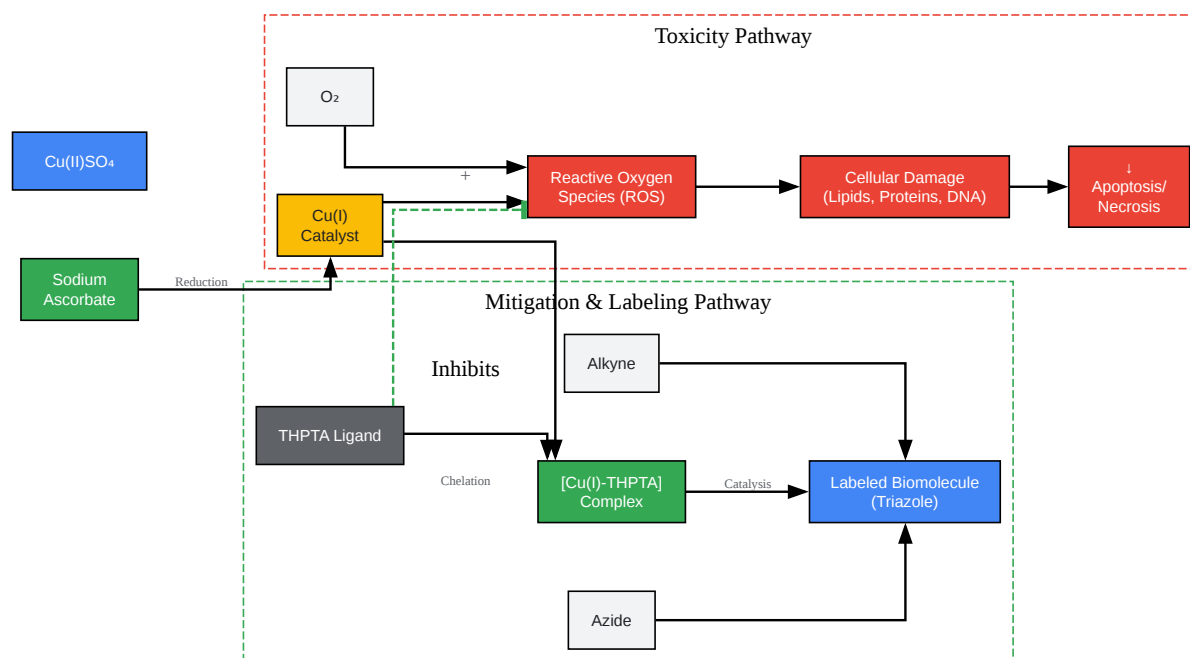 Toxicity Pathway
O₂
Cu(II)SO₄
+
Reactive Oxygen
Species (ROS)
Cellular Damage
(Lipids, Proteins, DNA)
↓
Apoptosis/
Necrosis
Cu(I)
Catalyst
Sodium
Ascorbate
Reduction
Mitigation & Labeling Pathway
Inhibits
Alkyne
THPTA Ligand
Chelation
[Cu(I)-THPTA]
Complex
Catalysis
Labeled Biomolecule
(Triazole)
Azide